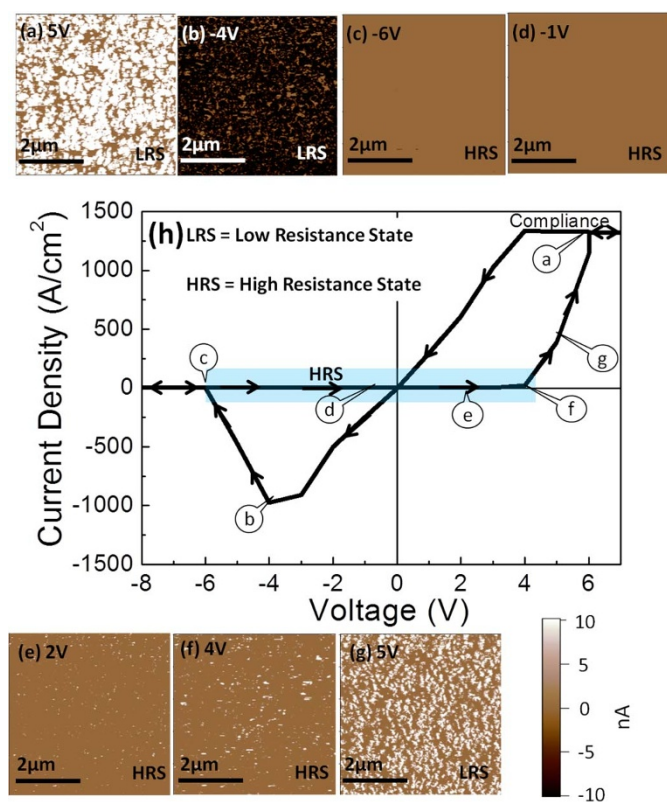 (a) 5V
2μm
LRS
(b) -4V
2μm
LRS
(c) -6V
2μm
HRS
(d) -1V
2μm
HRS
(h)
LRS = Low Resistance State
HRS = High Resistance State
Compliance
a
g
c
HRS
d
e
f
b
1500
1000
500
0
-500
-1000
-1500
Current Density (A/cm²)
-8 -6 -4 -2 0 2 4 6
Voltage (V)
(e) 2V
2μm
HRS
(f) 4V
2μm
HRS
(g) 5V
2μm
LRS
10
5
0
-5
-10
nA